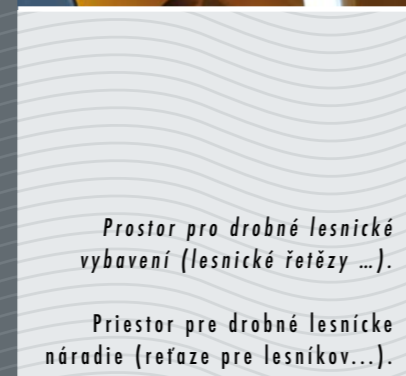 Prostor pro drobné lesnické
vybavení (lesnické řetězy …).
Priestor pre drobné lesnícke
náradie (reťaze pre lesníkov...).